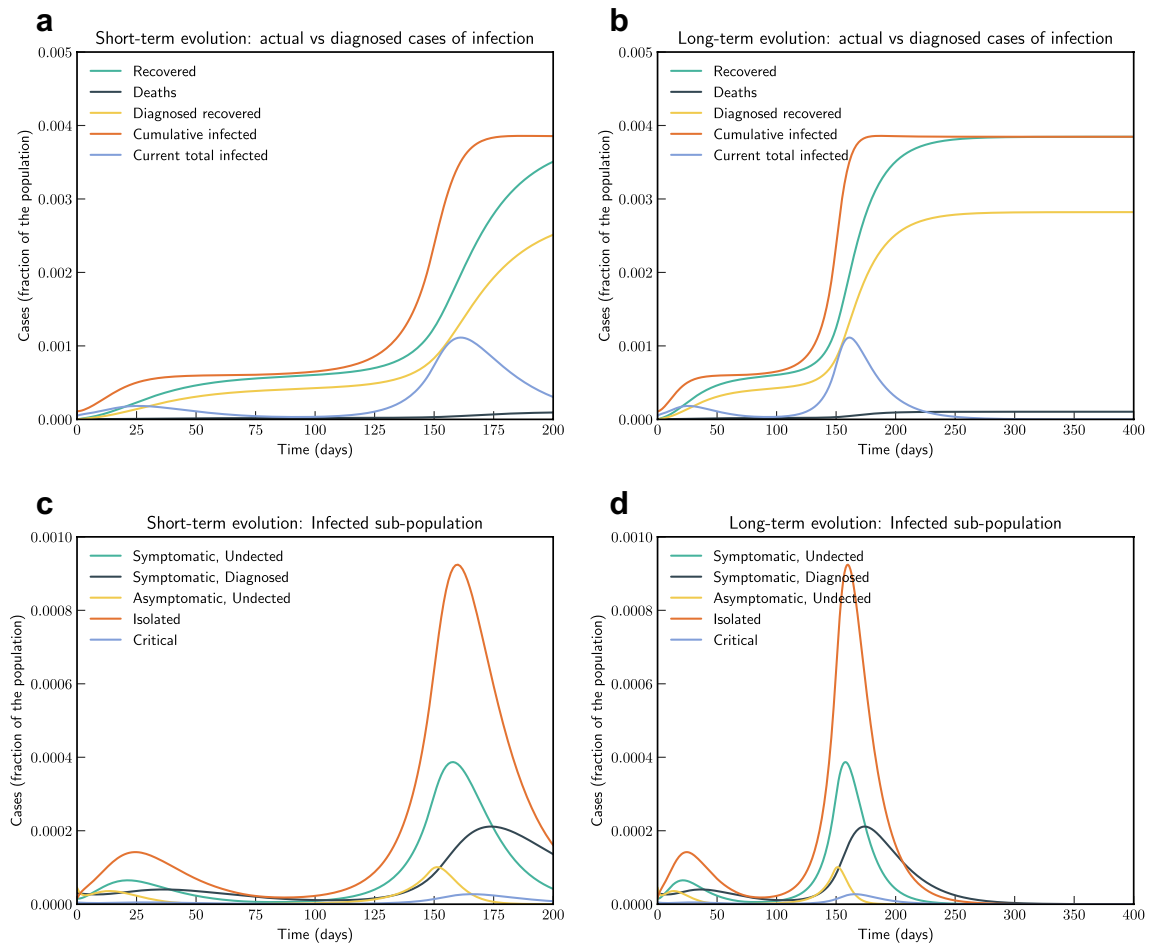 a
Short-term evolution: actual vs diagnosed cases of infection
Cases (fraction of the population)
0.005
0.004
0.003
0.002
0.001
0.000
Recovered
Deaths
Diagnosed recovered
Cumulative infected
Current total infected
0 25 50 75 100 125 150 175 200
Time (days)
b
Long-term evolution: actual vs diagnosed cases of infection
Cases (fraction of the population)
0.005
0.004
0.003
0.002
0.001
0.000
Recovered
Deaths
Diagnosed recovered
Cumulative infected
Current total infected
0 50 100 150 200 250 300 350 400
Time (days)
c
Short-term evolution: Infected sub-population
Cases (fraction of the population)
0.0010
0.0008
0.0006
0.0004
0.0002
0.0000
Symptomatic, Undected
Symptomatic, Diagnosed
Asymptomatic, Undected
Isolated
Critical
0 25 50 75 100 125 150 175 200
Time (days)
d
Long-term evolution: Infected sub-population
Cases (fraction of the population)
0.0010
0.0008
0.0006
0.0004
0.0002
0.0000
Symptomatic, Undected
Symptomatic, Diagnosed
Asymptomatic, Undected
Isolated
Critical
0 50 100 150 200 250 300 350 400
Time (days)